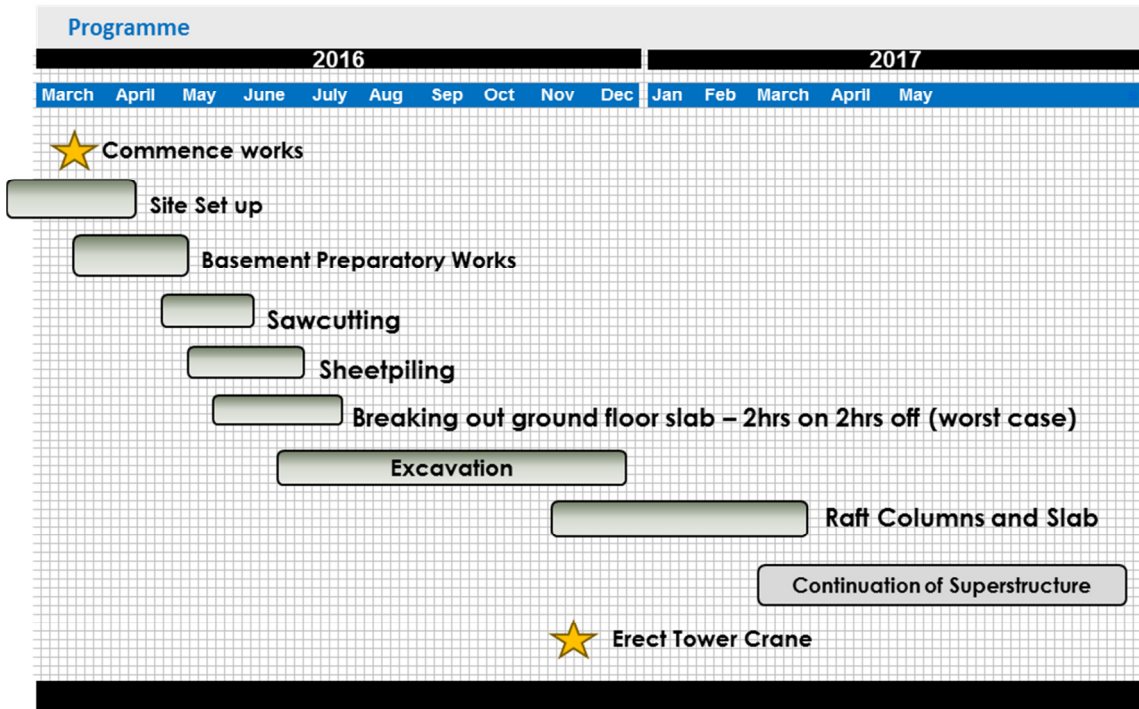 Programme
2016 2017
March April May June July Aug Sep Oct Nov Dec Jan Feb March April May
Commence works
Site Set up
Basement Preparatory Works
Sawcutting
Sheetpiling
Breaking out ground floor slab – 2hrs on 2hrs off (worst case)
Excavation
Raft Columns and Slab
Continuation of Superstructure
Erect Tower Crane